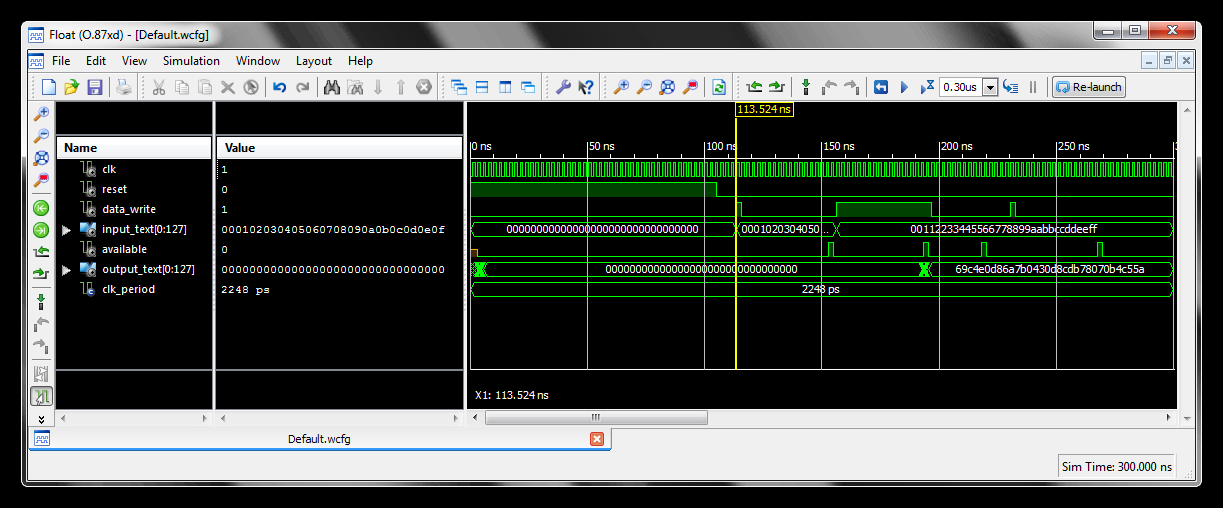 Float (O.87xd) - [Default.wcfg]
File Edit View Simulation Window Layout Help
0.30us Re-launch
113.524 ns
Name Value
0 ns 50 ns 100 ns 150 ns 200 ns 250 ns 3
clk 1
reset 0
data_write 1
input_text[0:127] 000102030405060708090a0b0c0d0e0f 00000000000000000000000000000000 0001020304050... 00112233445566778899aabbccddeeff
available 0
output_text[0:127] 00000000000000000000000000000000 00000000000000000000000000000000 69c4e0d86a7b0430d8cdb78070b4c55a
clk_period 2248 ps 2248 ps
X1: 113.524 ns
Default.wcfg
Sim Time: 300.000 ns